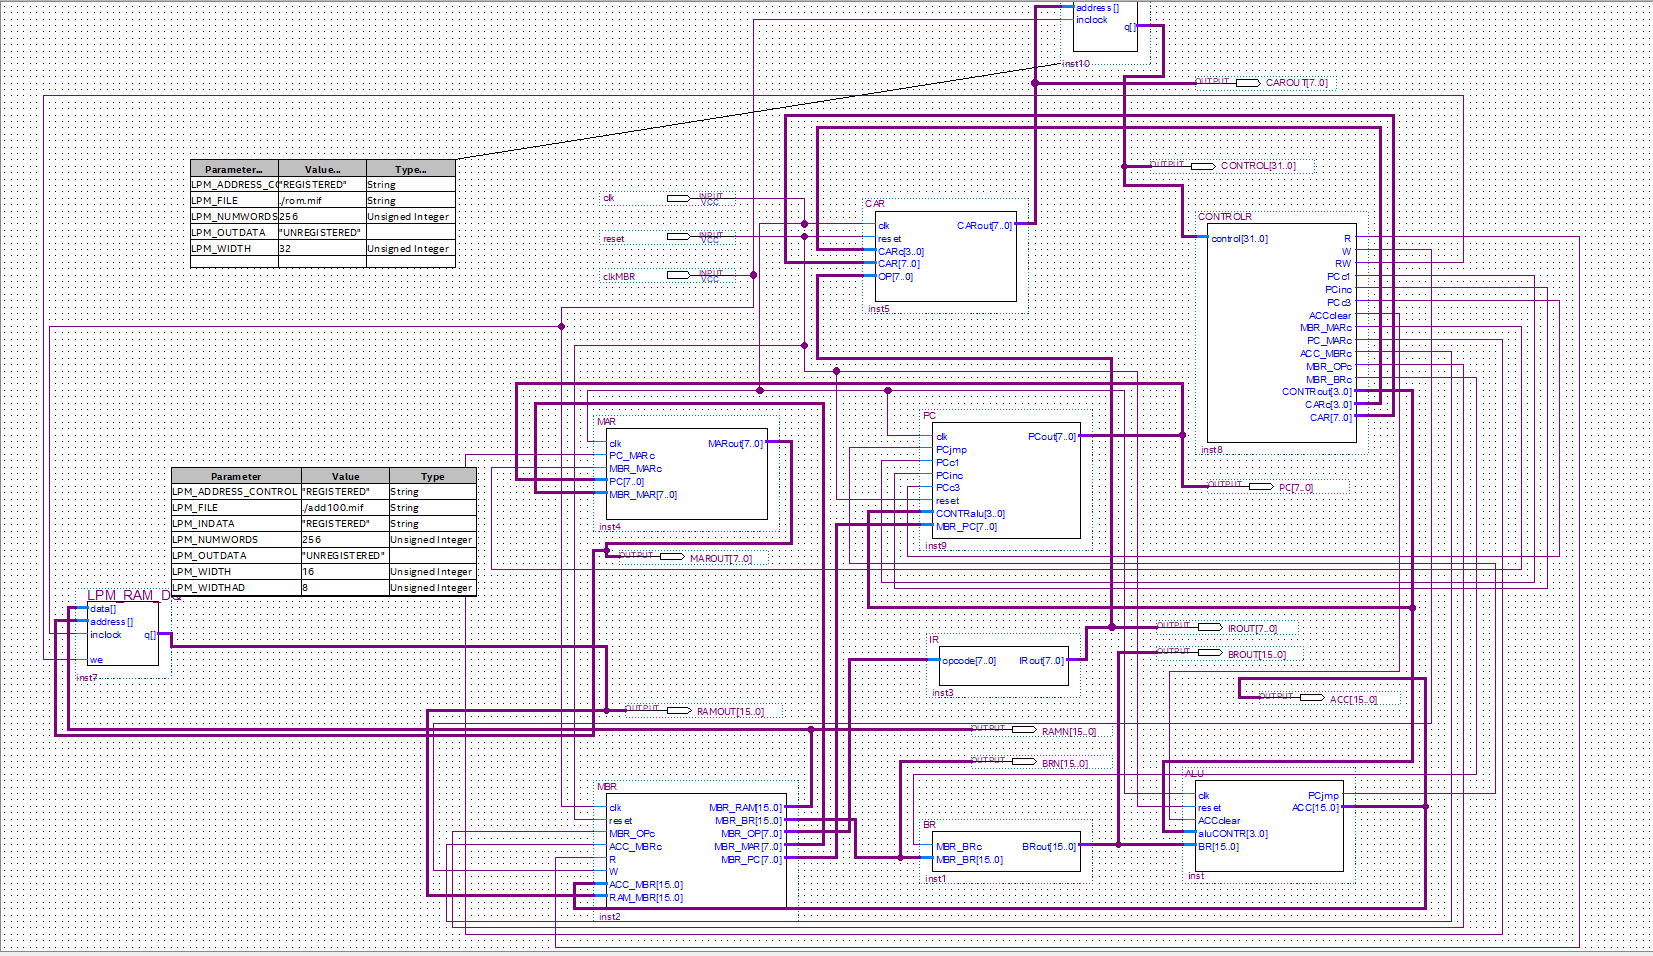 address[]
inclock
q[]
inst10
OUTPUT
CAROUT[7..0]
Parameter... Value... Type...
LPM_ADDRESS_CO "REGISTERED" String
LPM_FILE ./rom.mif String
LPM_NUMWORDS 256 Unsigned Integer
LPM_OUTDATA "UNREGISTERED"
LPM_WIDTH 32 Unsigned Integer
OUTPUT
CONTROL[31..0]
clk
INPUT
VCC
reset
INPUT
VCC
clkMBR
INPUT
VCC
CAR
clk
reset
CARc[3..0]
CAR[7..0]
OP[7..0]
CARout[7..0]
inst5
CONTROLR
control[31..0]
R
W
RW
PCc1
PCinc
PCc3
ACCclear
MBR_MARc
PC_MARc
ACC_MBRc
MBR_OPc
MBR_BRc
CONTRout[3..0]
CARc[3..0]
CAR[7..0]
inst8
MAR
clk
PC_MARc
MBR_MARc
PC[7..0]
MBR_MAR[7..0]
MARout[7..0]
inst4
PC
clk
PCjmp
PCc1
PCinc
PCc3
reset
CONTRalu[3..0]
MBR_PC[7..0]
PCout[7..0]
inst9
OUTPUT
PC[7..0]
OUTPUT
MAROUT[7..0]
Parameter Value Type
LPM_ADDRESS_CONTROL "REGISTERED" String
LPM_FILE ./add100.mif String
LPM_INDATA "REGISTERED" String
LPM_NUMWORDS 256 Unsigned Integer
LPM_OUTDATA "UNREGISTERED"
LPM_WIDTH 16 Unsigned Integer
LPM_WIDTHAD 8 Unsigned Integer
LPM_RAM_DQ
data[]
address[]
inclock
we
q[]
inst7
IR
opcode[7..0]
IRout[7..0]
inst3
OUTPUT
IROUT[7..0]
OUTPUT
BROUT[15..0]
OUTPUT
ACC[15..0]
OUTPUT
RAMOUT[15..0]
OUTPUT
RAMN[15..0]
OUTPUT
BRN[15..0]
MBR
clk
reset
MBR_OPc
ACC_MBRc
R
W
ACC_MBR[15..0]
RAM_MBR[15..0]
MBR_RAM[15..0]
MBR_BR[15..0]
MBR_OP[7..0]
MBR_MAR[7..0]
MBR_PC[7..0]
inst2
BR
MBR_BRc
MBR_BR[15..0]
BRout[15..0]
inst1
ALU
clk
reset
ACCclear
aluCONTR[3..0]
BR[15..0]
PCjmp
ACC[15..0]
inst